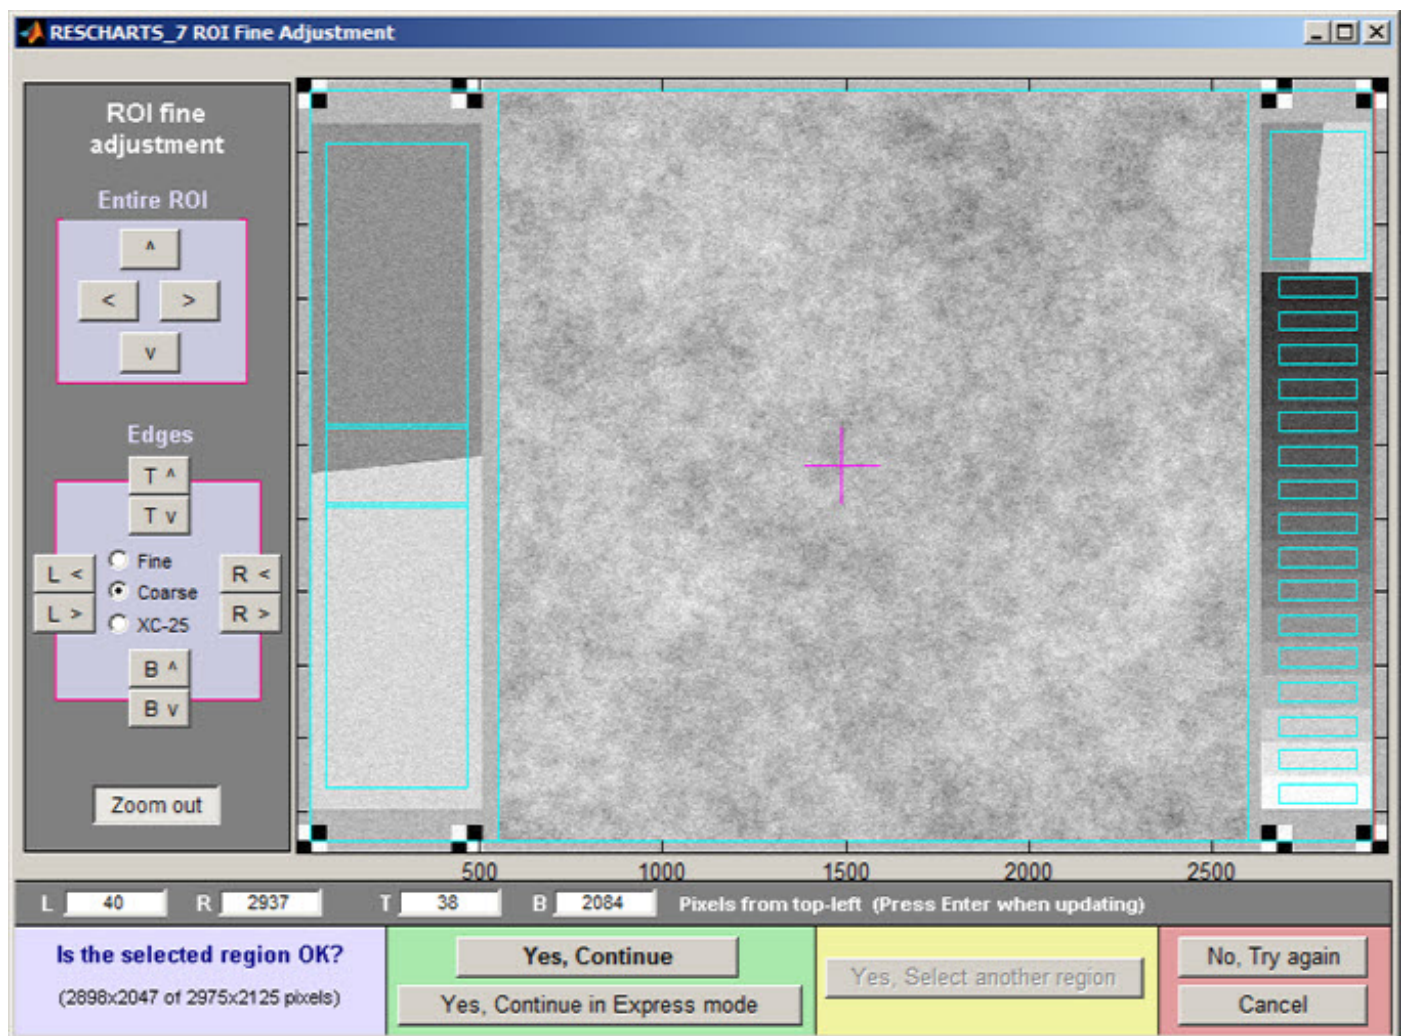 RESCHARTS_7 ROI Fine Adjustment
ROI fine
adjustment
Entire ROI
^
< >
v
Edges
T ^
T v
Fine
L < R <
Coarse
L > R >
XC-25
B ^
B v
Zoom out
500 1000 1500 2000 2500
L 40 R 2937 T 38 B 2084 Pixels from top-left (Press Enter when updating)
Is the selected region OK?
(2898x2047 of 2975x2125 pixels)
Yes, Continue
Yes, Continue in Express mode
Yes, Select another region
No, Try again
Cancel